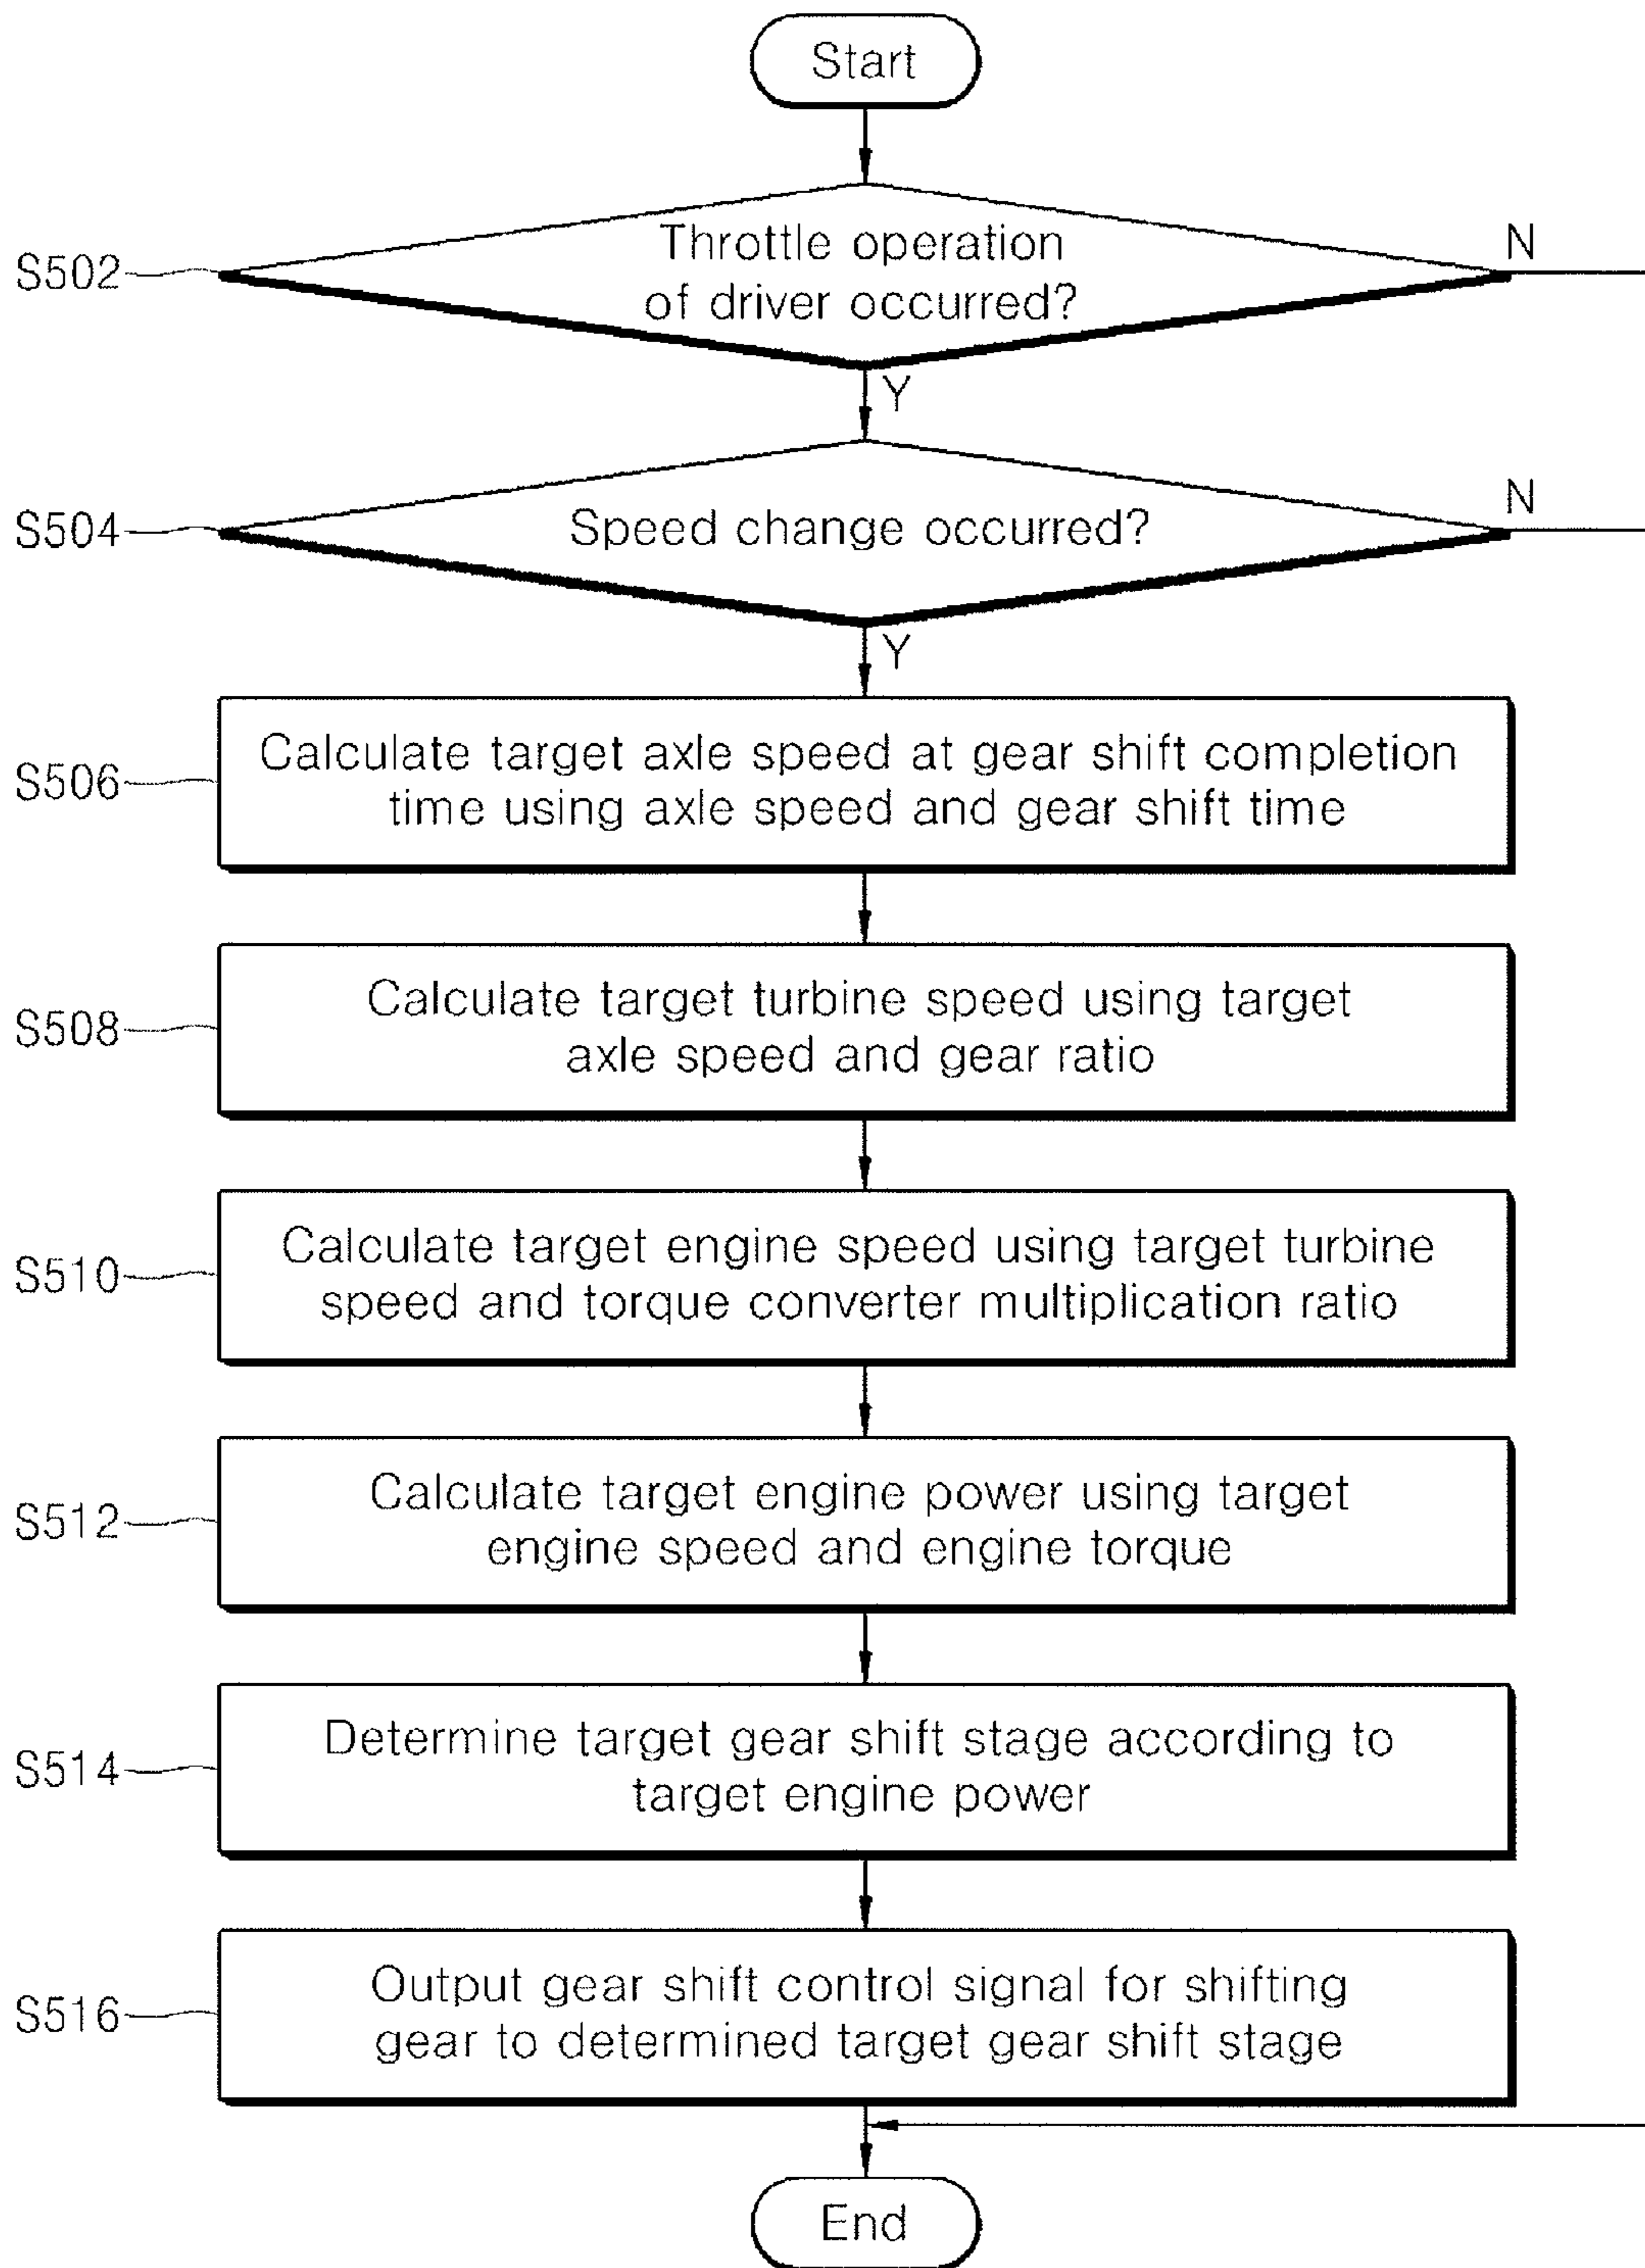 Start
S502
Throttle operation
of driver occurred?
N
Y
S504
Speed change occurred?
N
Y
S506
Calculate target axle speed at gear shift completion
time using axle speed and gear shift time
S508
Calculate target turbine speed using target
axle speed and gear ratio
S510
Calculate target engine speed using target turbine
speed and torque converter multiplication ratio
S512
Calculate target engine power using target
engine speed and engine torque
S514
Determine target gear shift stage according to
target engine power
S516
Output gear shift control signal for shifting
gear to determined target gear shift stage
End